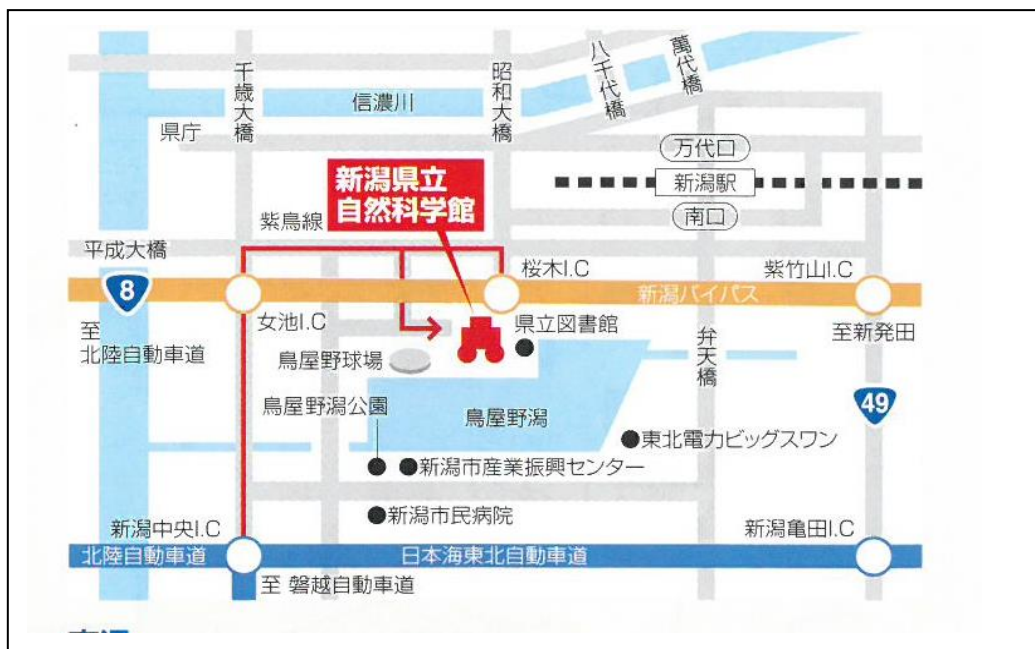 千歳大橋
昭和大橋
八千代橋
萬代橋
信濃川
県庁
万代口
新潟駅
南口
新潟県立
自然科学館
紫鳥線
平成大橋
8
桜木I.C
紫竹山I.C
新潟バイパス
女池I.C
県立図書館
至
北陸自動車道
至新発田
弁天橋
鳥屋野球場
鳥屋野潟公園
鳥屋野潟
49
東北電力ビッグスワン
新潟市産業振興センター
新潟市民病院
新潟中央I.C
新潟亀田I.C
北陸自動車道
日本海東北自動車道
至 磐越自動車道